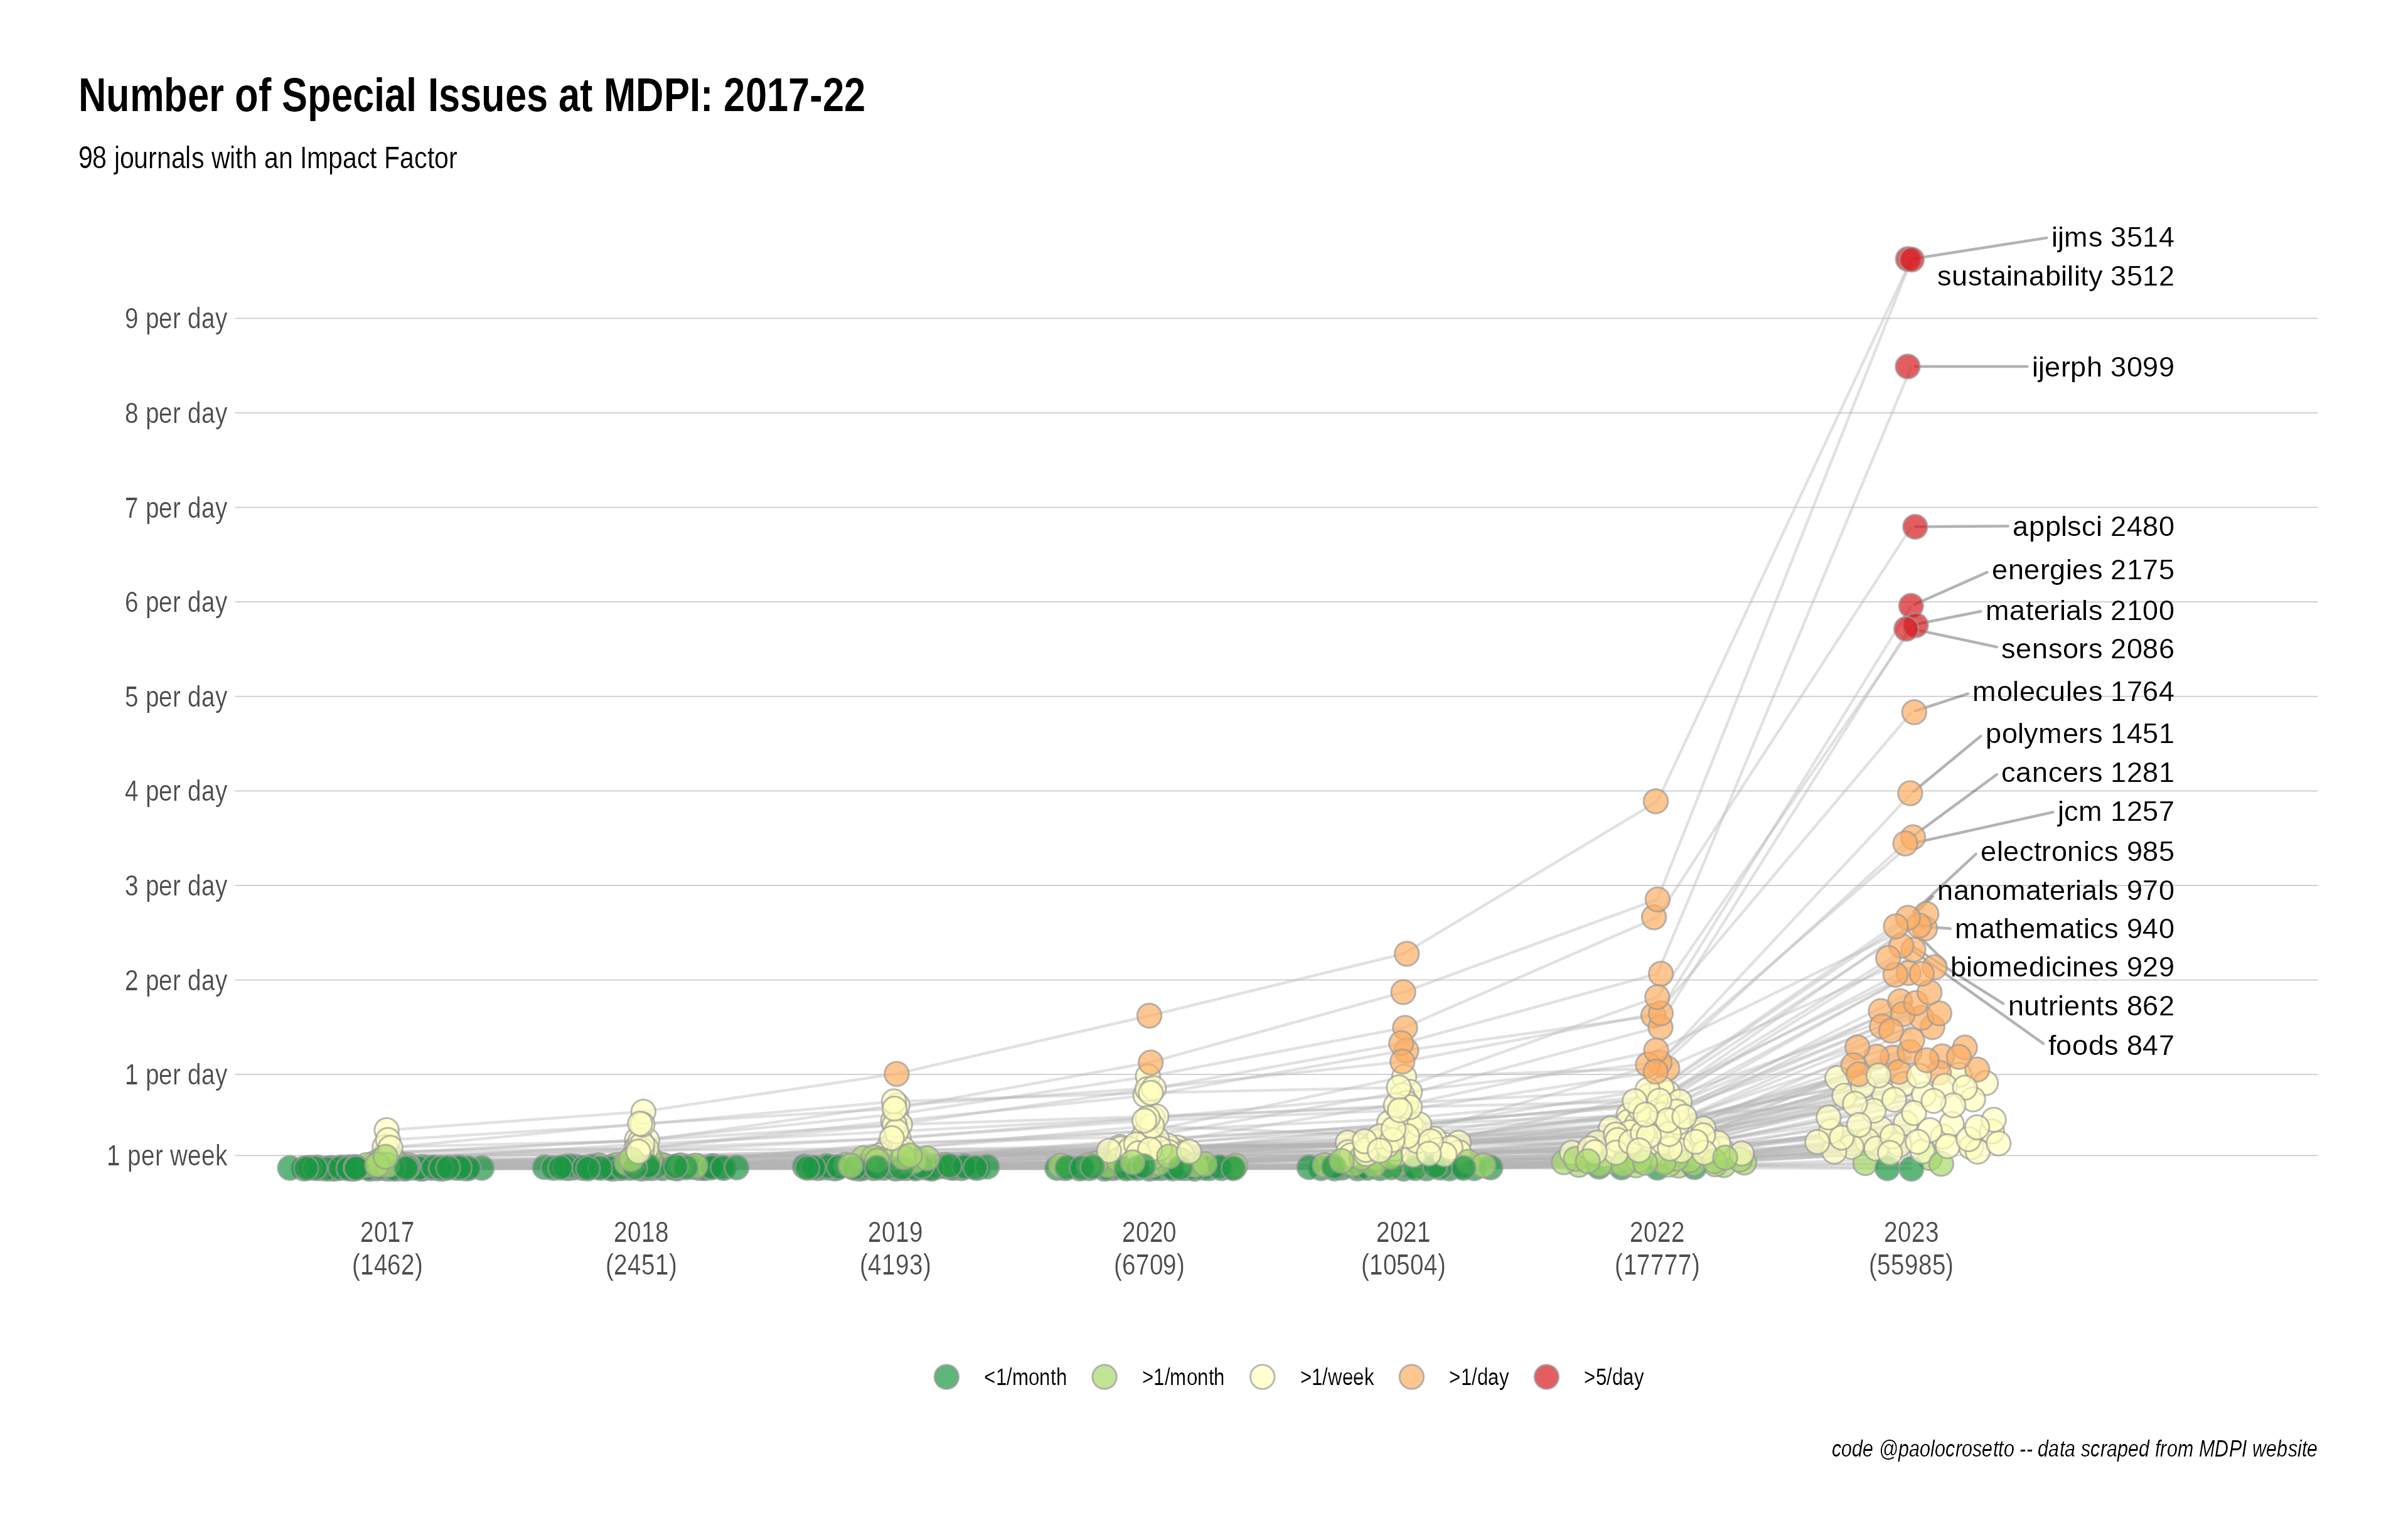 Number of Special Issues at MDPI: 2017-22
98 journals with an Impact Factor
ijms 3514
sustainability 3512
9 per day
ijerph 3099
8 per day
7 per day
applsci 2480
energies 2175
6 per day
materials 2100
sensors 2086
5 per day
molecules 1764
polymers 1451
4 per day
cancers 1281
jcm 1257
electronics 985
3 per day
nanomaterials 970
mathematics 940
biomedicines 929
2 per day
nutrients 862
foods 847
1 per day
1 per week
2017
(1462)
2018
(2451)
2019
(4193)
2020
(6709)
2021
(10504)
2022
(17777)
2023
(55985)
<1/month
>1/month
>1/week
>1/day
>5/day
code @paolocrosetto -- data scraped from MDPI website